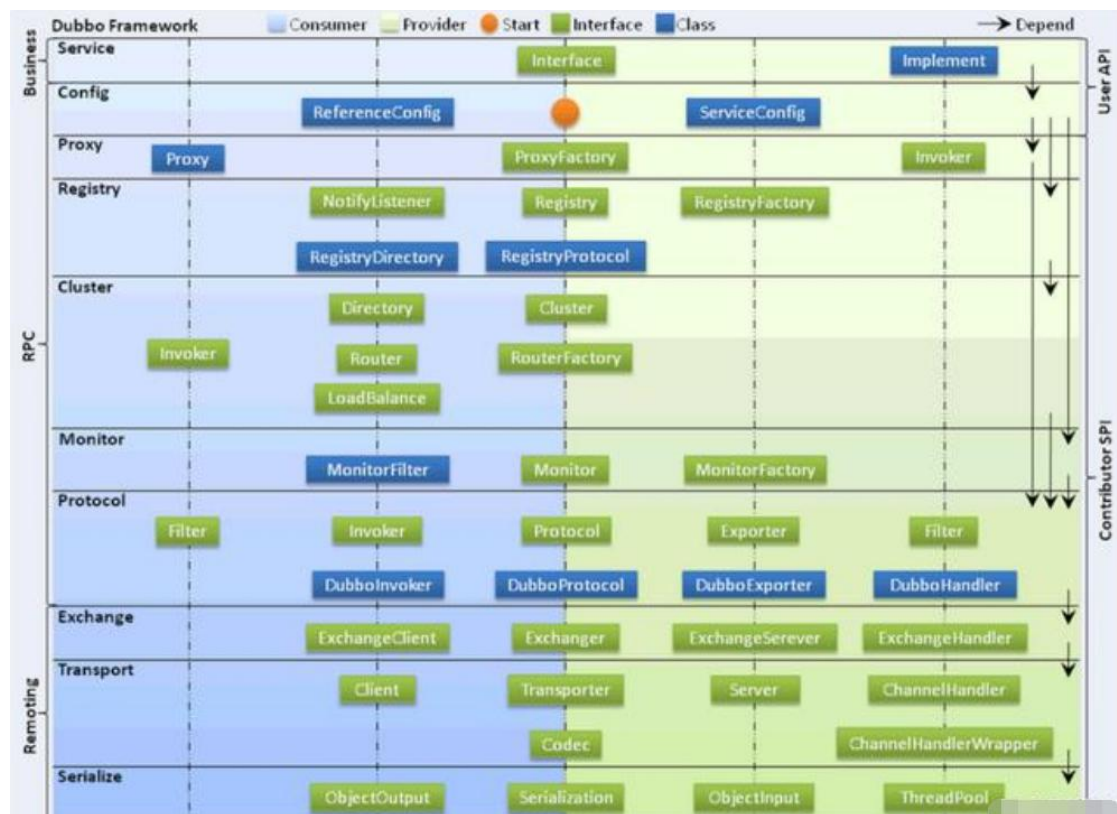 Dubbo Framework Consumer Provider Start Interface Class Depend
Business
User API
Service
Interface Implement
Config
ReferenceConfig ServiceConfig
RPC
Contributor SPI
Proxy
Proxy ProxyFactory Invoker
Registry
NotifyListener Registry RegistryFactory
RegistryDirectory RegistryProtocol
Cluster
Directory Cluster
Invoker Router RouterFactory
LoadBalance
Monitor
MonitorFilter Monitor MonitorFactory
Protocol
Filter Invoker Protocol Exporter Filter
DubboInvoker DubboProtocol DubboExporter DubboHandler
Remoting
Exchange
ExchangeClient Exchanger ExchangeSerever ExchangeHandler
Transport
Client Transporter Server ChannelHandler
Codec ChannelHandlerWrapper
Serialize
ObjectOutput Serialization ObjectInput ThreadPool